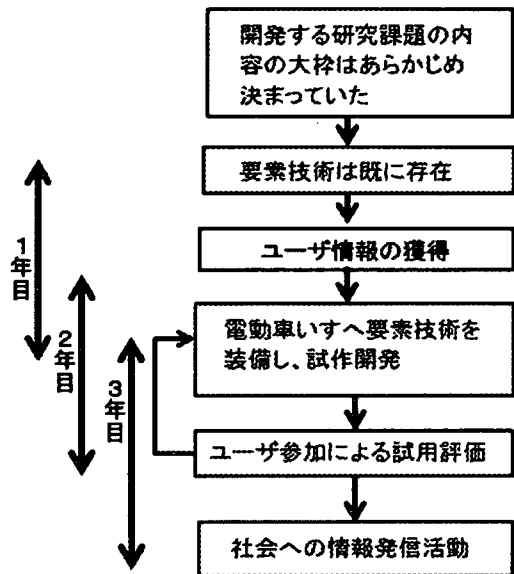 開発する研究課題の内
容の大枠はあらかじめ
決まっていた
要素技術は既に存在
ユーザ情報の獲得
電動車いすへ要素技術を
装備し、試作開発
ユーザ参加による試用評価
社会への情報発信活動
1年目
2年目
3年目